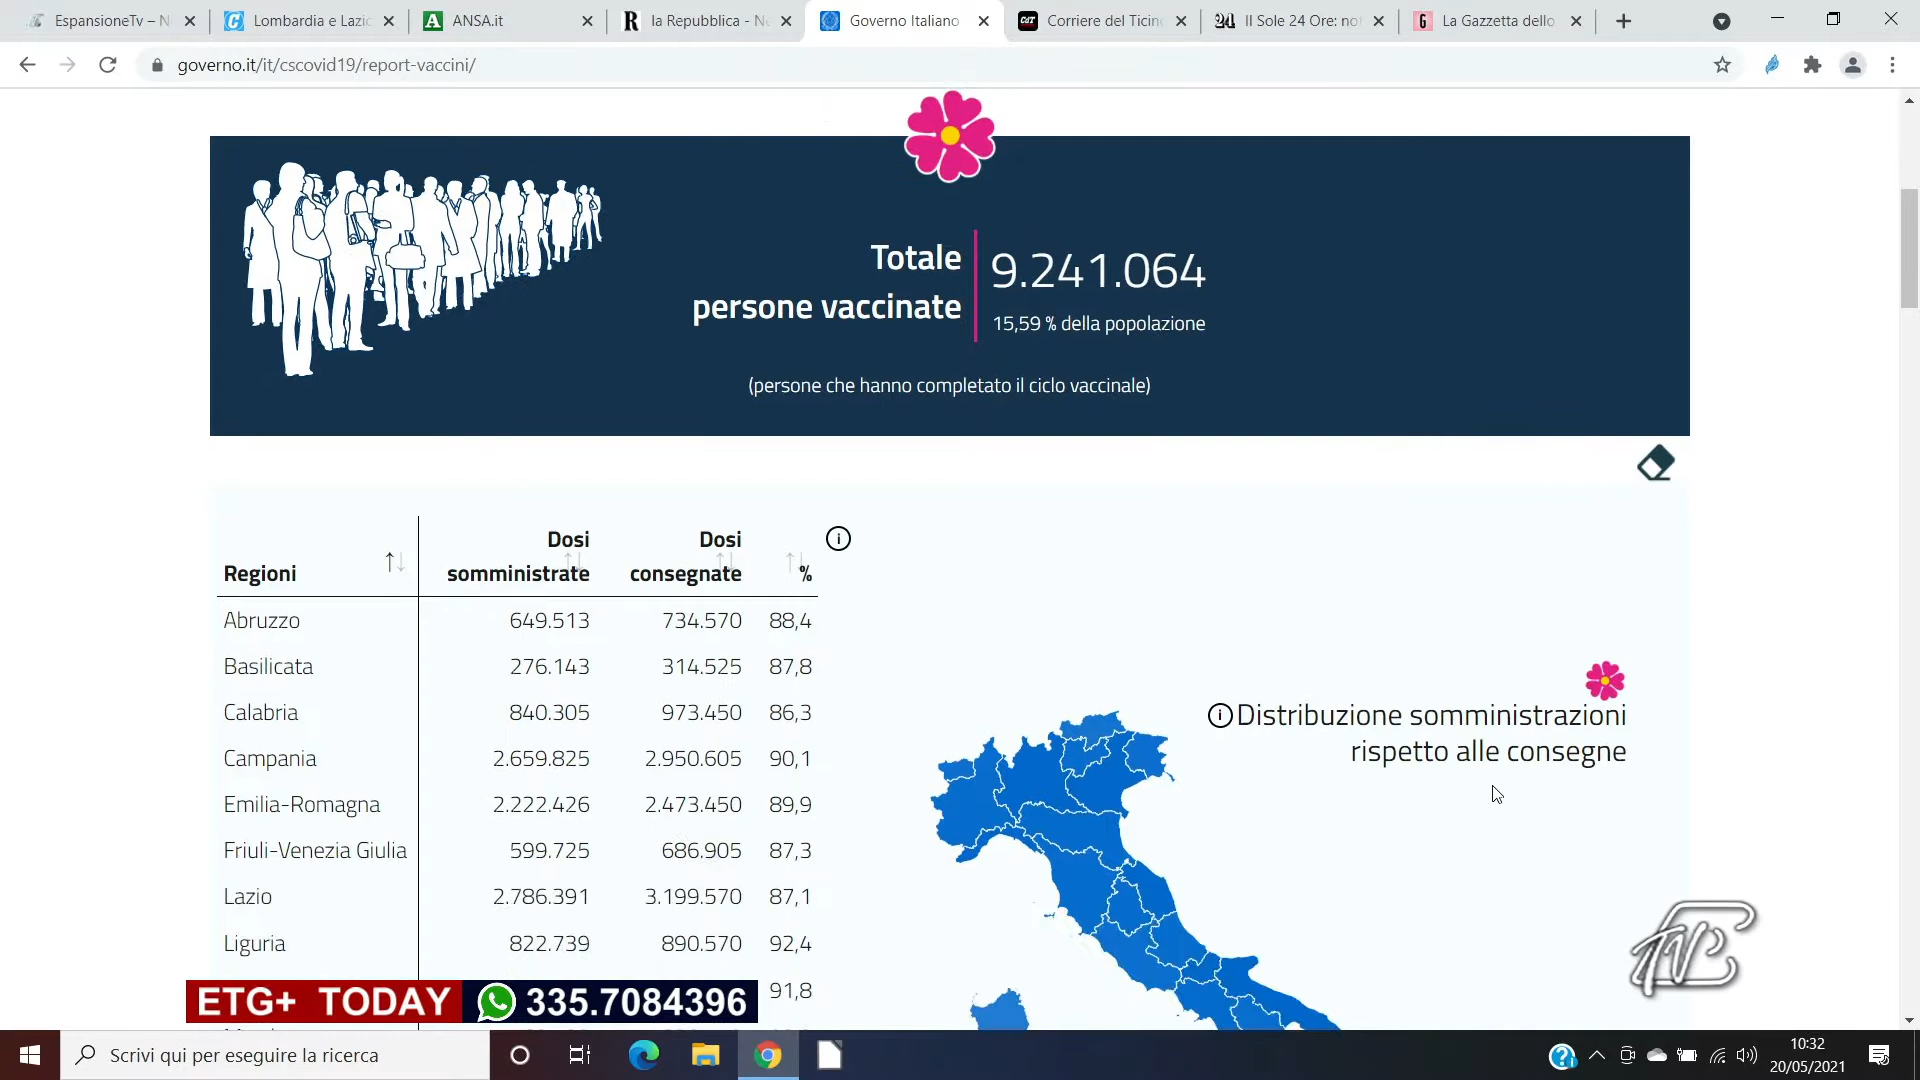 EspansioneTv – N
Lombardia e Lazio
ANSA.it
la Repubblica - Ne
Governo Italiano
Corriere del Ticino
Il Sole 24 Ore: not
La Gazzetta dello
governo.it/it/cscovid19/report-vaccini/
Totale
persone vaccinate
9.241.064
15,59 % della popolazione
(persone che hanno completato il ciclo vaccinale)
Regioni Dosi somministrate Dosi consegnate %
Abruzzo 649.513 734.570 88,4
Basilicata 276.143 314.525 87,8
Calabria 840.305 973.450 86,3
Campania 2.659.825 2.950.605 90,1
Emilia-Romagna 2.222.426 2.473.450 89,9
Friuli-Venezia Giulia 599.725 686.905 87,3
Lazio 2.786.391 3.199.570 87,1
Liguria 822.739 890.570 92,4
91,8
Distribuzione somministrazioni
rispetto alle consegne
ETG+ TODAY 335.7084396
Scrivi qui per eseguire la ricerca
10:32
20/05/2021